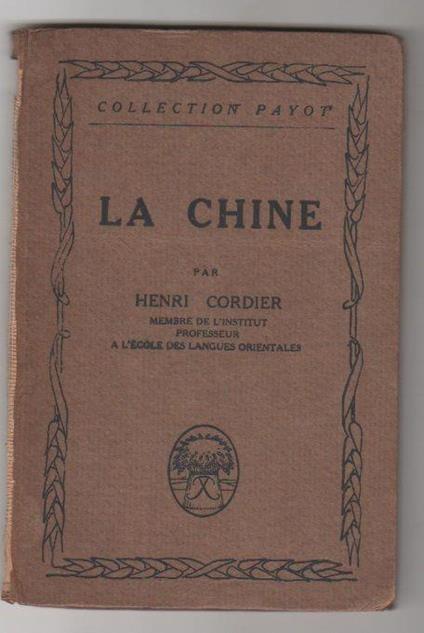 COLLECTION PAYOT
LA CHINE
PAR
HENRI CORDIER
MEMBRE DE L'INSTITUT
PROFESSEUR
A L'ÉCOLE DES LANGUES ORIENTALES